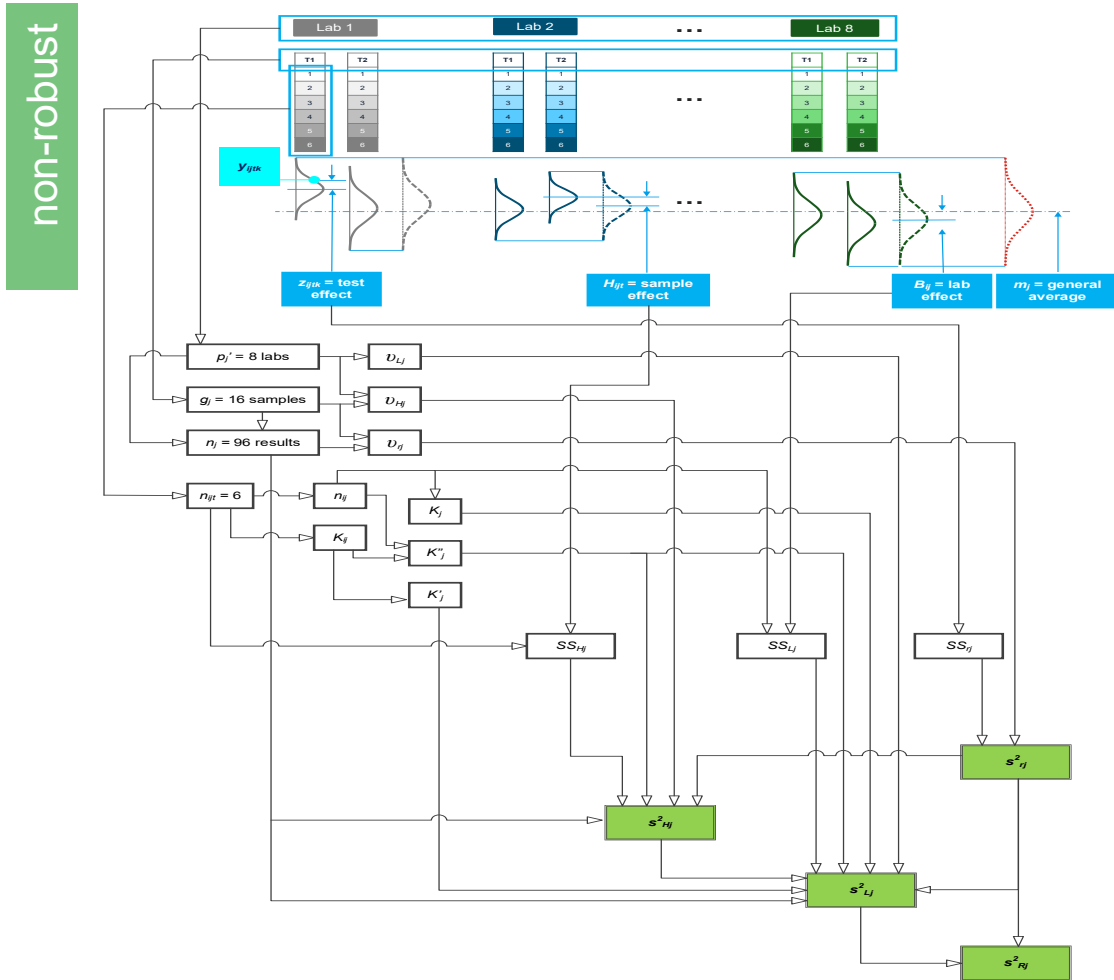 non-robust
Lab 1
Lab 2
...
Lab 8
T1
T2
T1
T2
T1
T2
1
1
1
1
1
1
2
2
2
2
2
2
...
3
3
3
3
3
3
4
4
4
4
4
4
5
5
5
5
5
5
6
6
6
6
6
6
yijtk
...
zijtk = test
effect
Hijt = sample
effect
Bij = lab
effect
mj = general
average
pj' = 8 labs
υLj
gj = 16 samples
υHj
nj = 96 results
υrj
nijt = 6
nij
Kj
Kij
K"j
K'j
SSHj
SSLj
SSrj
s²rj
s²Hj
s²Lj
s²Rj